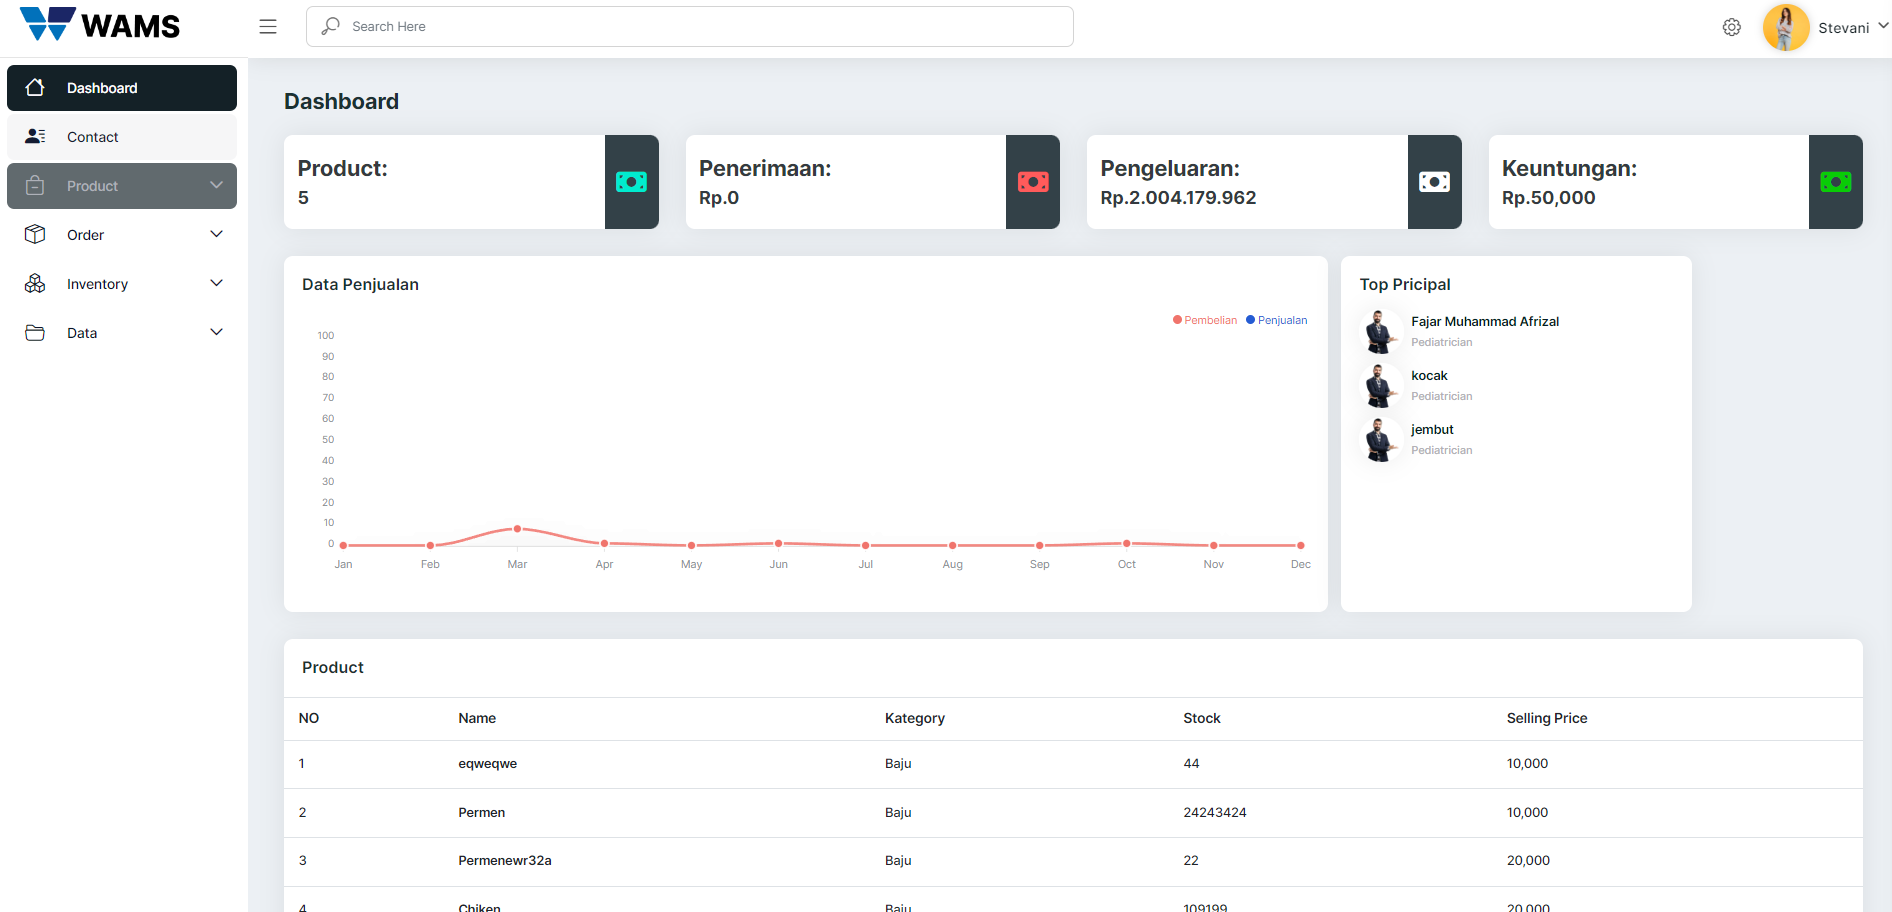 WAMS
Search Here
Stevani
Dashboard
Contact
Product
Order
Inventory
Data
Dashboard
Product:
5
Penerimaan:
Rp.0
Pengeluaran:
Rp.2.004.179.962
Keuntungan:
Rp.50,000
Data Penjualan
Pembelian Penjualan
100
90
80
70
60
50
40
30
20
10
0
Jan Feb Mar Apr May Jun Jul Aug Sep Oct Nov Dec
Top Pricipal
Fajar Muhammad Afrizal
Pediatrician
kocak
Pediatrician
jembut
Pediatrician
Product
NO Name Kategory Stock Selling Price
1 eqweqwe Baju 44 10,000
2 Permen Baju 24243424 10,000
3 Permenewr32a Baju 22 20,000
4 Chiken Baju 109199 20,000